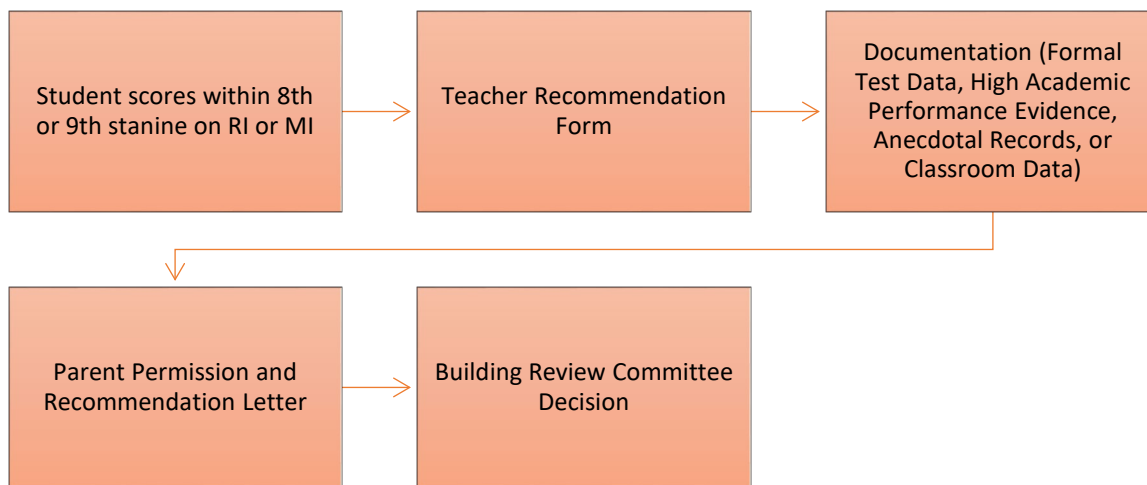 Student scores within 8th
or 9th stanine on RI or MI
Teacher Recommendation
Form
Documentation (Formal
Test Data, High Academic
Performance Evidence,
Anecdotal Records, or
Classroom Data)
Parent Permission and
Recommendation Letter
Building Review Committee
Decision